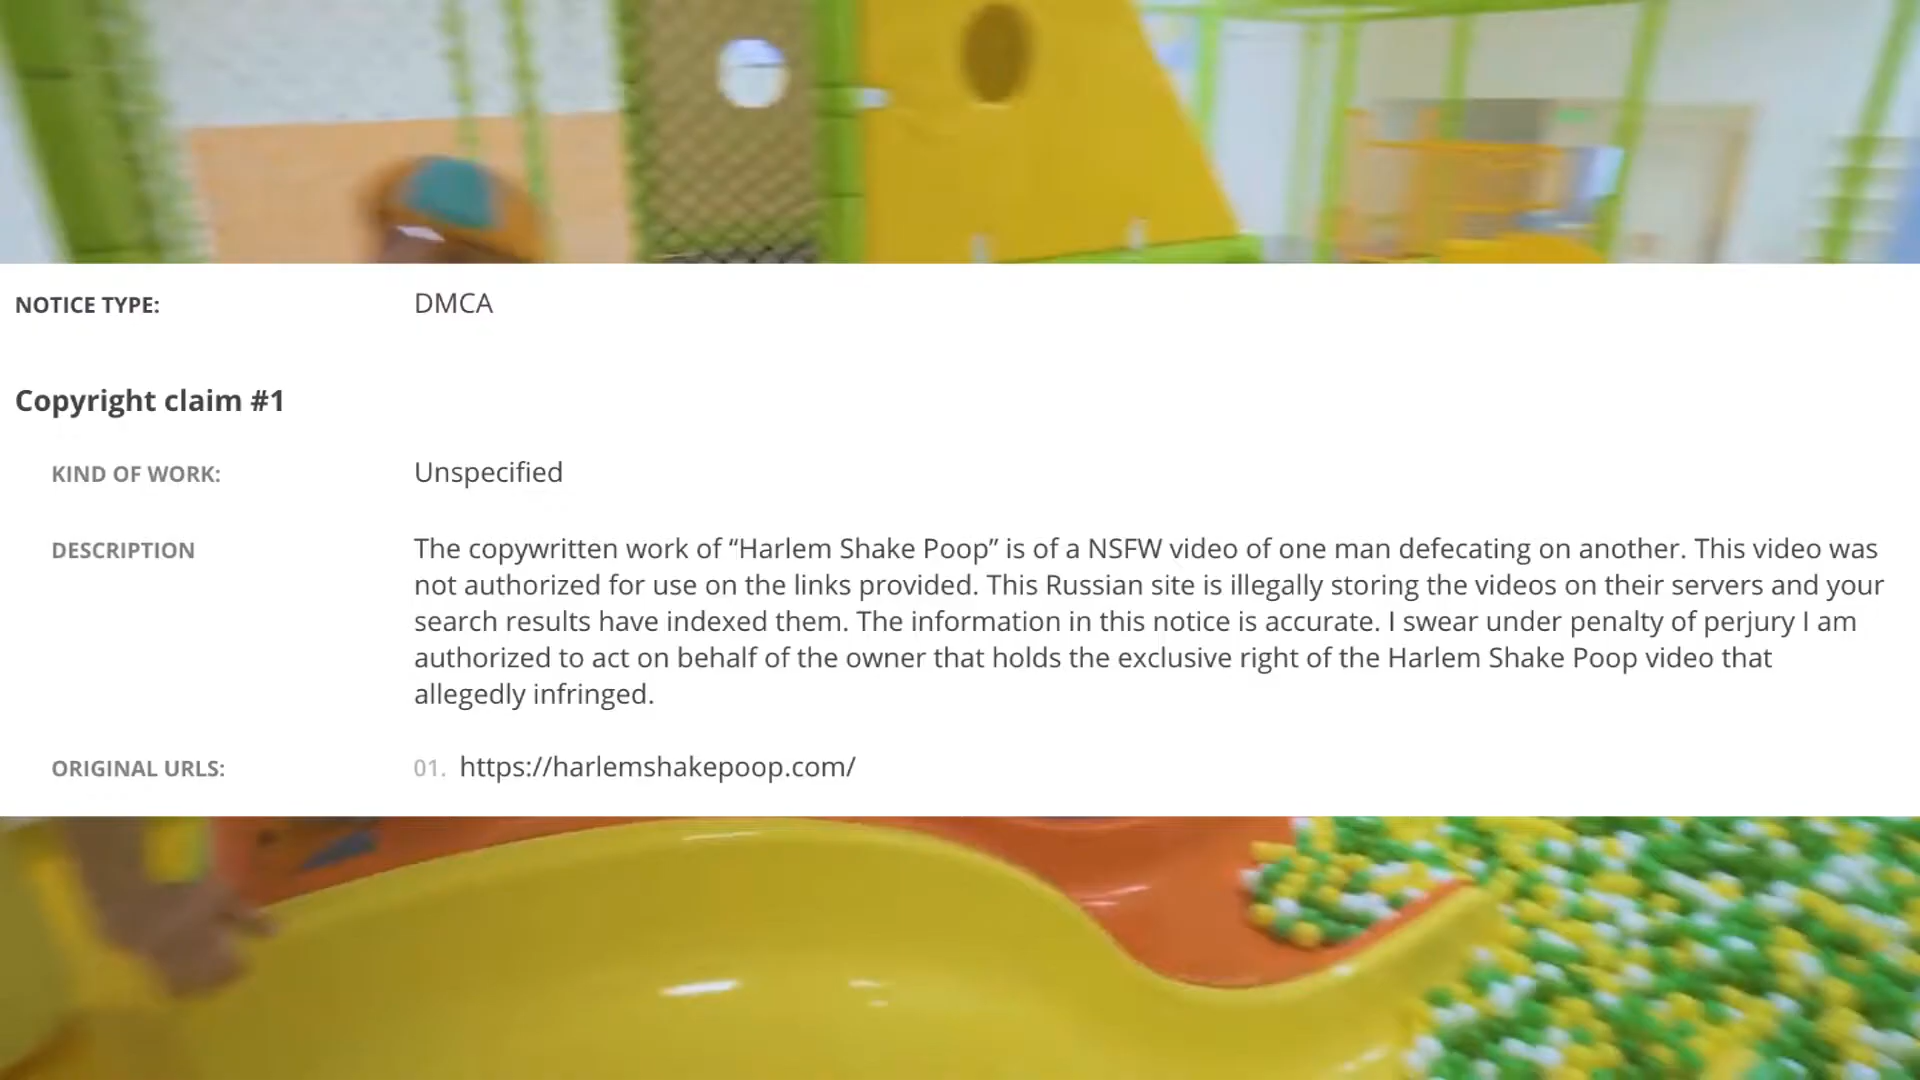 NOTICE TYPE: DMCA
Copyright claim #1
KIND OF WORK: Unspecified
DESCRIPTION The copywritten work of “Harlem Shake Poop” is of a NSFW video of one man defecating on another. This video was
not authorized for use on the links provided. This Russian site is illegally storing the videos on their servers and your
search results have indexed them. The information in this notice is accurate. I swear under penalty of perjury I am
authorized to act on behalf of the owner that holds the exclusive right of the Harlem Shake Poop video that
allegedly infringed.
ORIGINAL URLS: 01. https://harlemshakepoop.com/